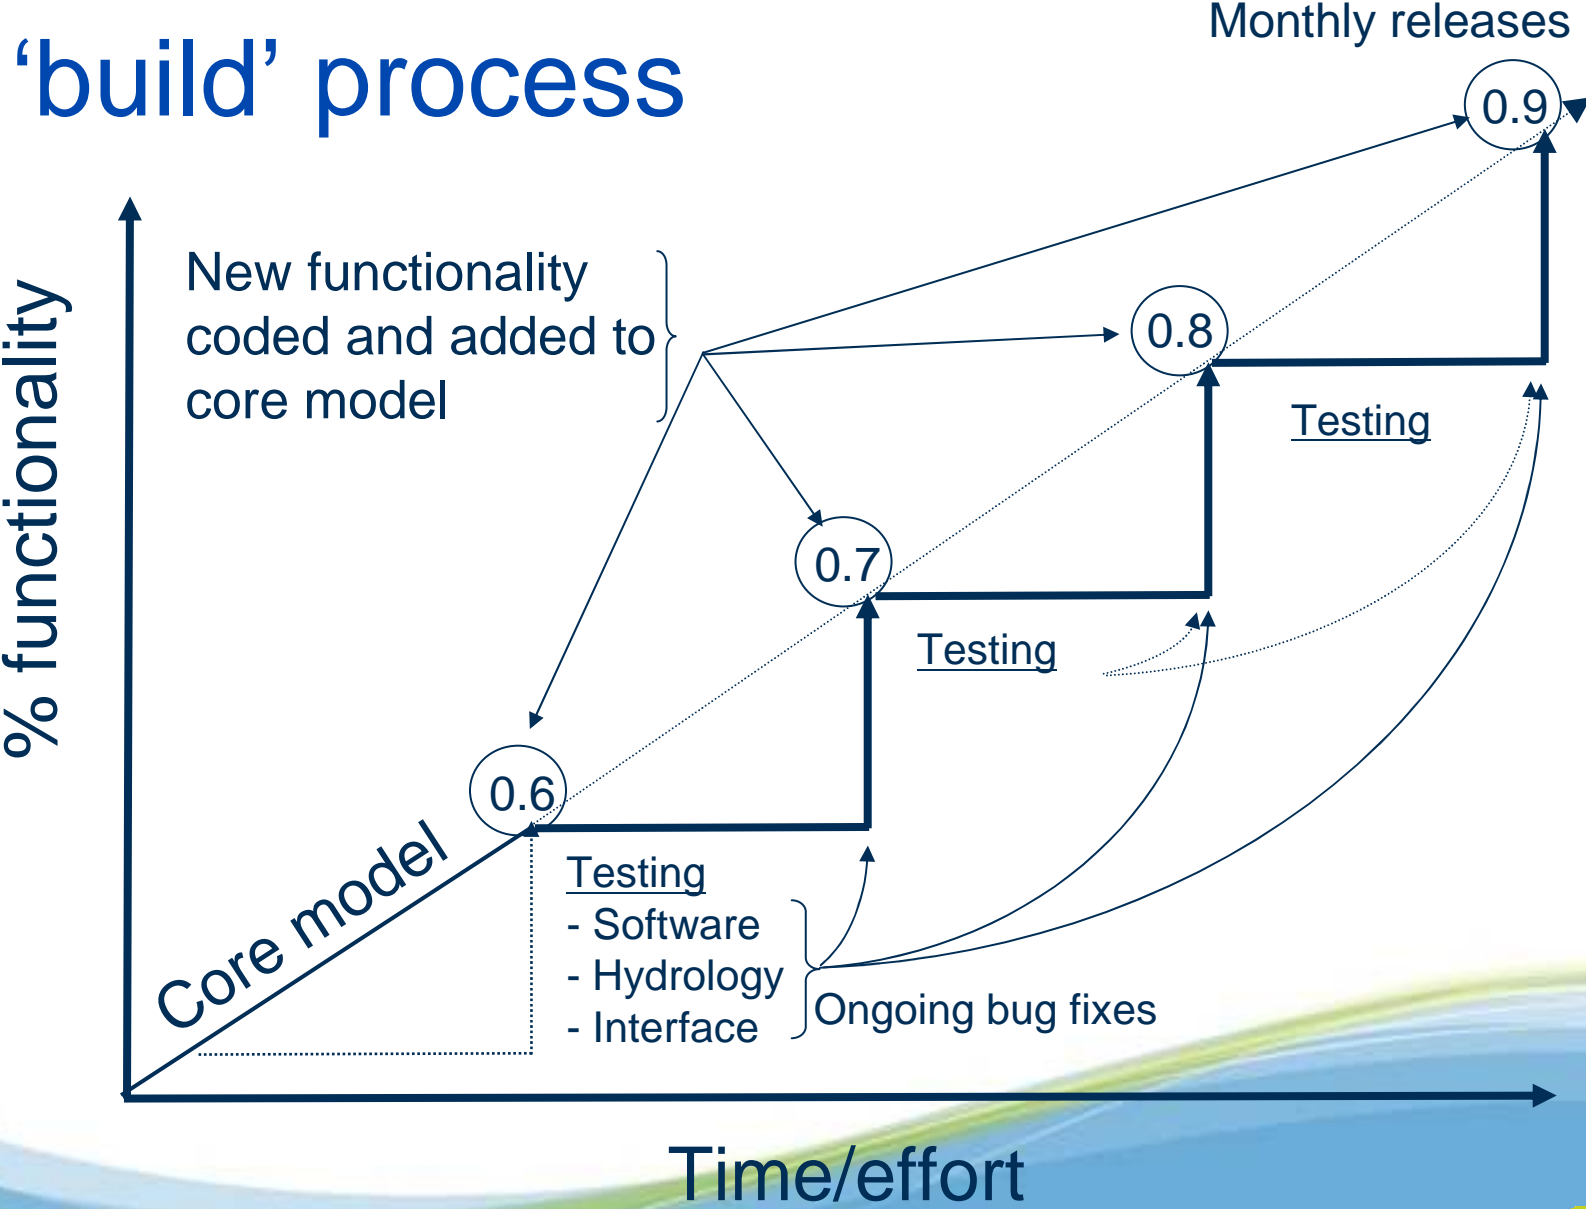 Monthly releases
‘build’ process
0.9
New functionality
coded and added to
core model
% functionality
0.8
Testing
0.7
Testing
0.6
Core model
Testing
- Software
- Hydrology
- Interface
Ongoing bug fixes
Time/effort